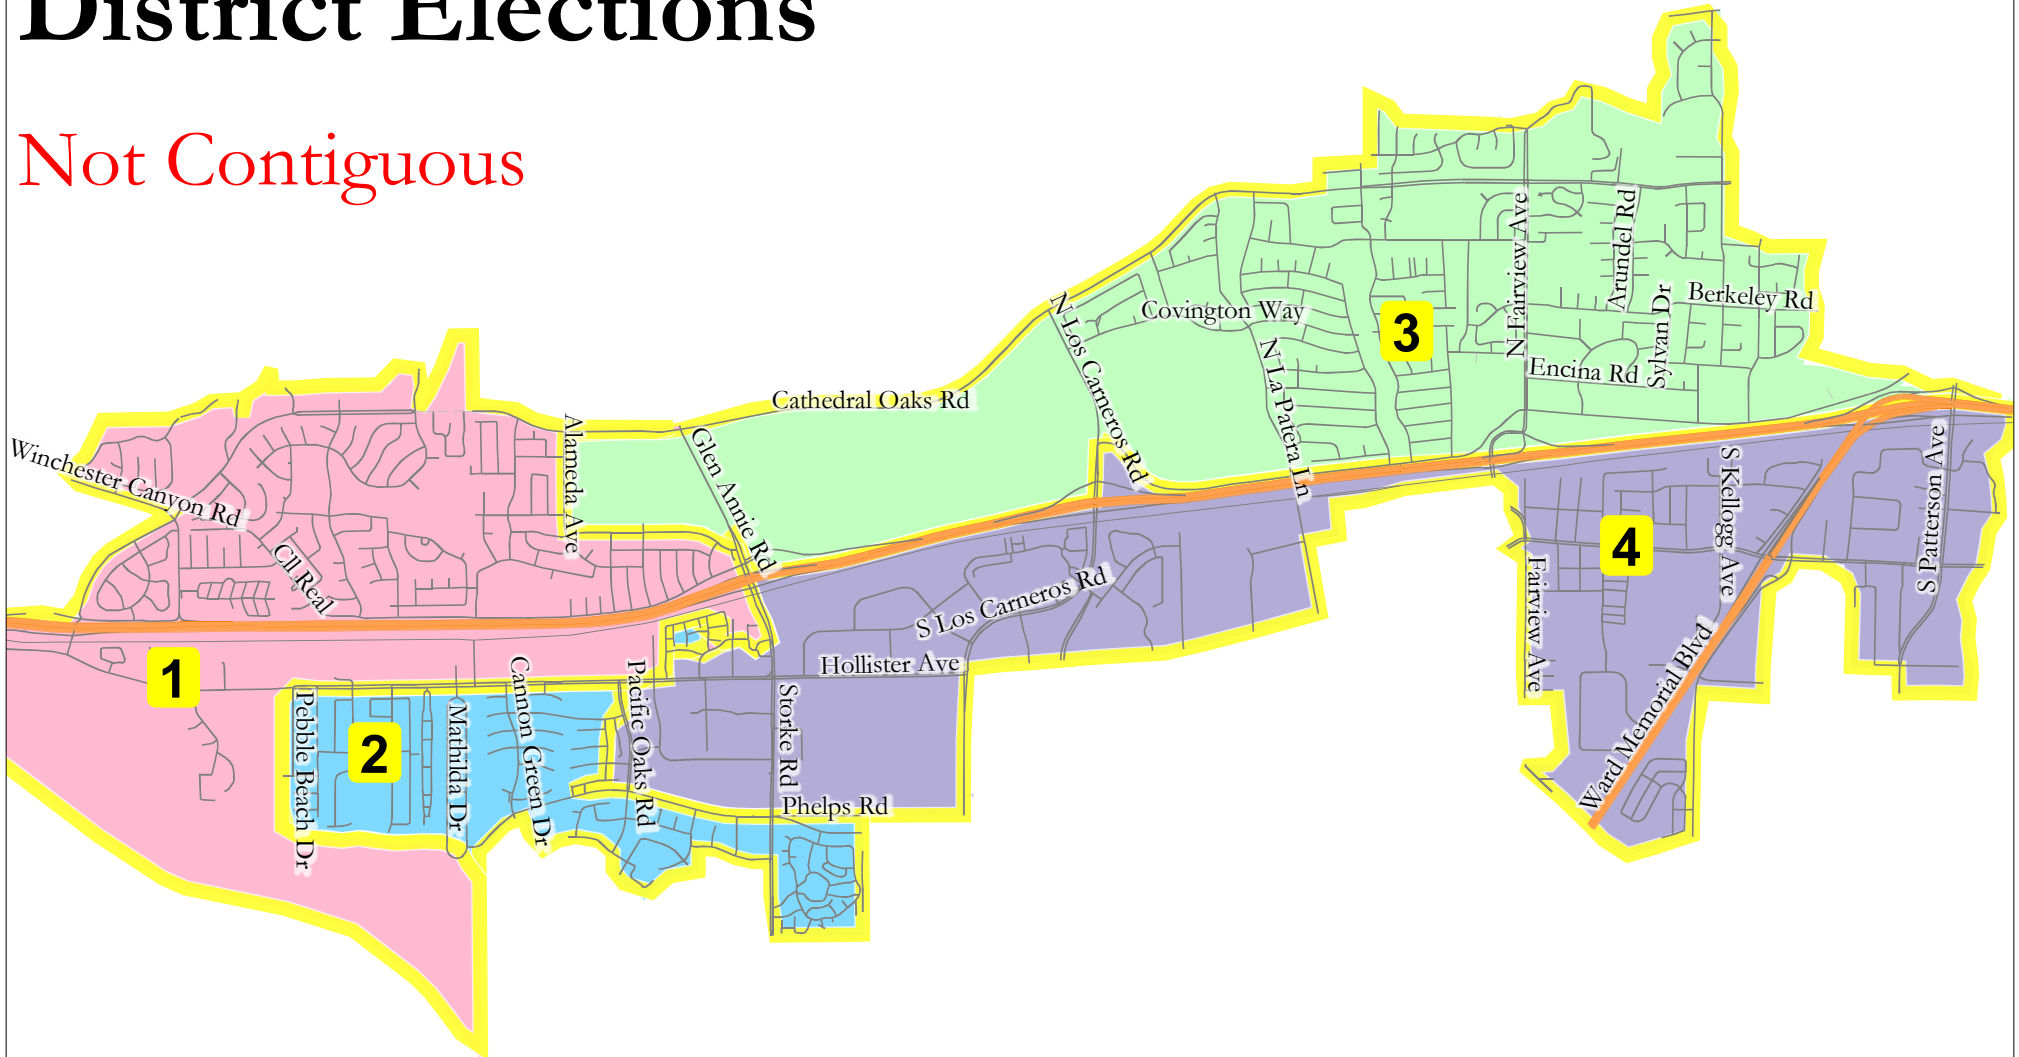 District Elections
Not Contiguous
Winchester Canyon Rd
Cll Real
Alameda Ave
Glen Annie Rd
Cathedral Oaks Rd
N Los Carneros Rd
Covington Way
N La Patera Ln
3
N Fairview Ave
Arundel Rd
Sylvan Dr
Berkeley Rd
Encina Rd
S Kellogg Ave
S Patterson Ave
4
Fairview Ave
Ward Memorial Blvd
S Los Carneros Rd
Hollister Ave
1
Pebble Beach Dr
2
Mathilda Dr
Cannon Green Dr
Pacific Oaks Rd
Storke Rd
Phelps Rd